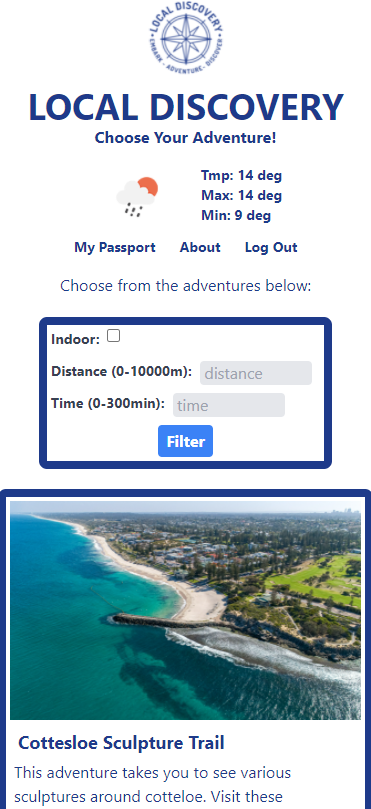 LOCAL DISCOVERY
EMBARK - ADVENTURE - DISCOVER
LOCAL DISCOVERY
Choose Your Adventure!
Tmp: 14 deg
Max: 14 deg
Min: 9 deg
My Passport About Log Out
Choose from the adventures below:
Indoor:
Distance (0-10000m): distance
Time (0-300min): time
Filter
Cottesloe Sculpture Trail
This adventure takes you to see various
sculptures around cotteloe. Visit these